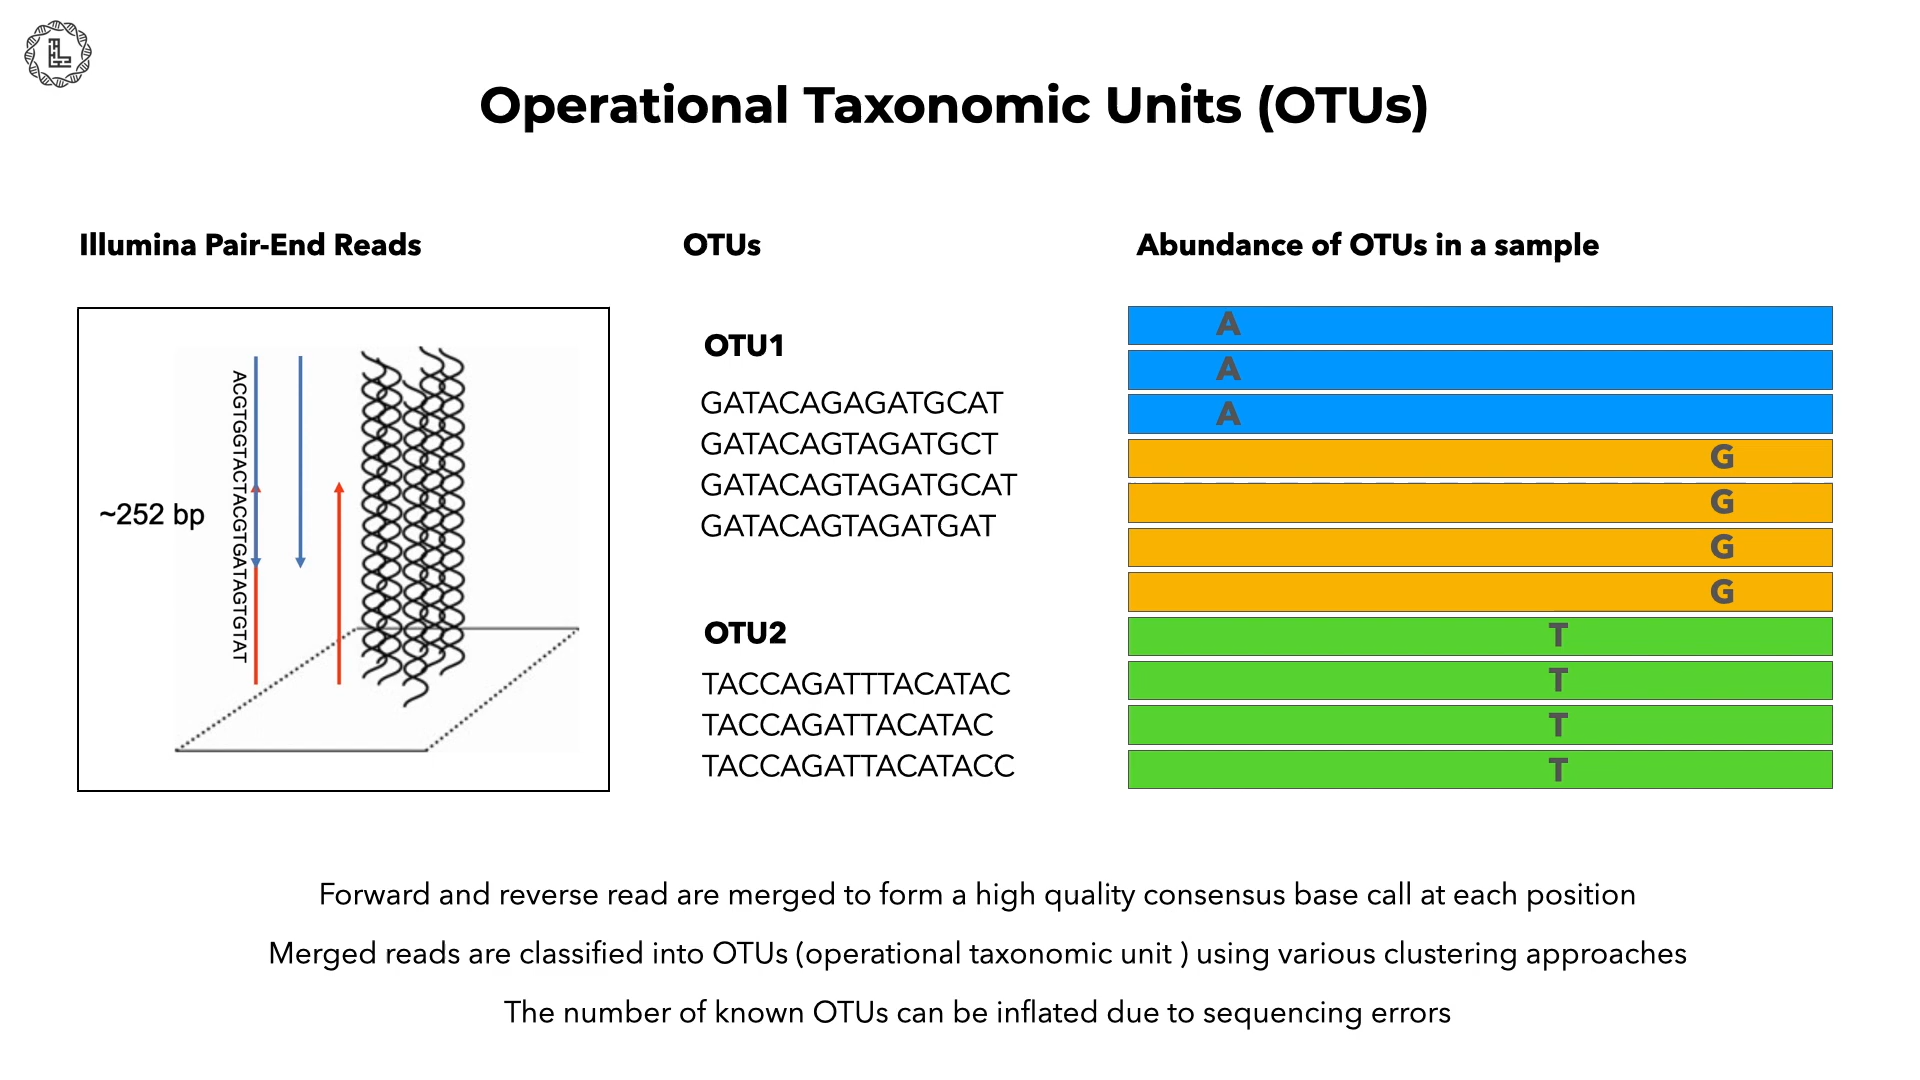 L
Operational Taxonomic Units (OTUs)
Illumina Pair-End Reads
~252 bp
ACGTGGTACTACGTGATAGTGTAT
OTUs
OTU1
GATACAGAGATGCAT
GATACAGTAGATGCT
GATACAGTAGATGCAT
GATACAGTAGATGAT
OTU2
TACCAGATTTACATAC
TACCAGATTACATAC
TACCAGATTACATACC
Abundance of OTUs in a sample
A
A
A
G
G
G
G
T
T
T
T
Forward and reverse read are merged to form a high quality consensus base call at each position
Merged reads are classified into OTUs (operational taxonomic unit ) using various clustering approaches
The number of known OTUs can be inflated due to sequencing errors